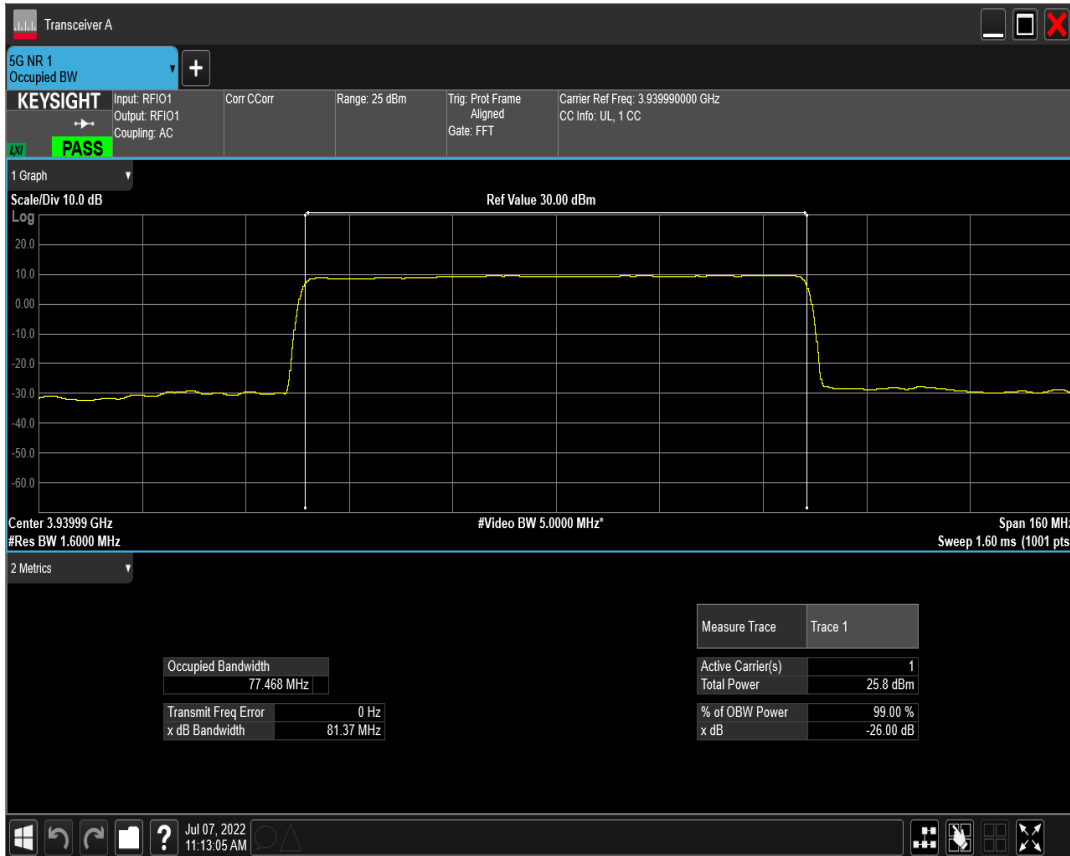 Transceiver A
5G NR 1
Occupied BW
+
KEYSIGHT
LXI
PASS
Input: RFIO1
Output: RFIO1
Coupling: AC
Corr CCorr
Range: 25 dBm
Trig: Prot Frame
Aligned
Gate: FFT
Carrier Ref Freq: 3.939990000 GHz
CC Info: UL, 1 CC
1 Graph
Scale/Div 10.0 dB
Ref Value 30.00 dBm
Log
20.0
10.0
0.00
-10.0
-20.0
-30.0
-40.0
-50.0
-60.0
Center 3.93999 GHz
#Video BW 5.0000 MHz*
Span 160 MHz
#Res BW 1.6000 MHz
Sweep 1.60 ms (1001 pts
2 Metrics
Measure Trace Trace 1
Occupied Bandwidth
77.468 MHz
Active Carrier(s) 1
Total Power 25.8 dBm
Transmit Freq Error 0 Hz
x dB Bandwidth 81.37 MHz
% of OBW Power 99.00 %
x dB -26.00 dB
?
Jul 07, 2022
11:13:05 AM